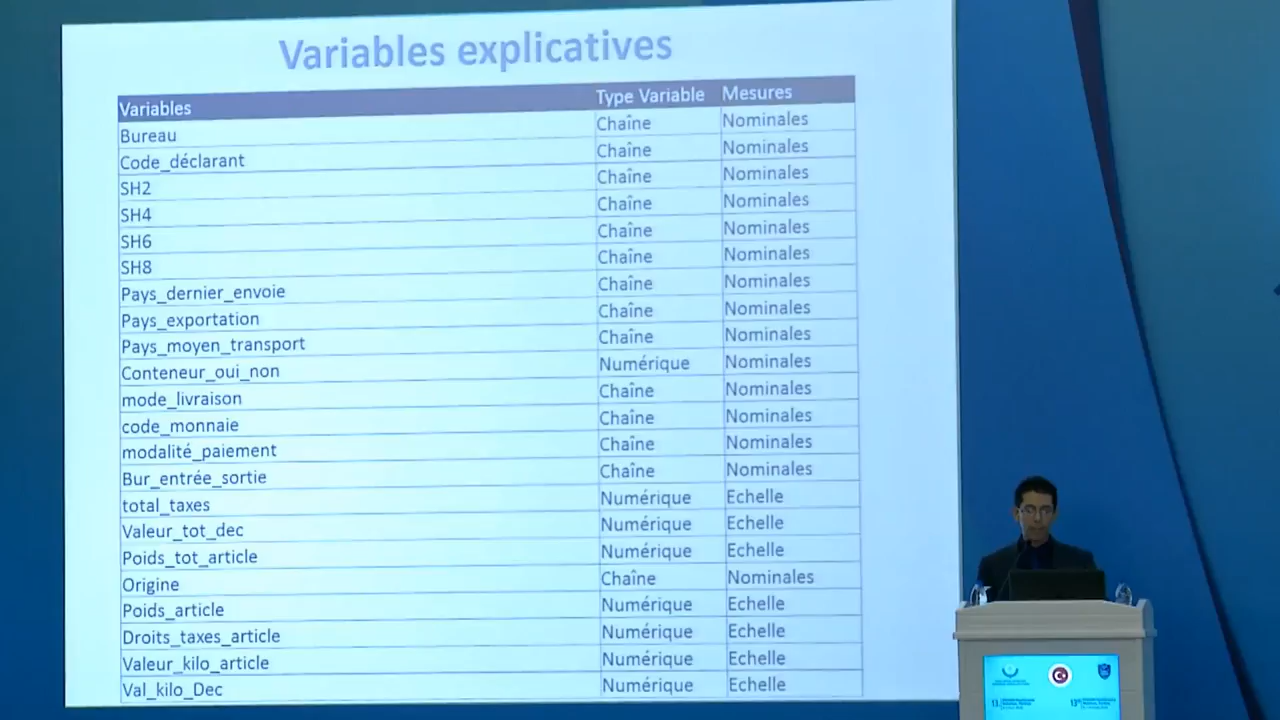 Variables explicatives
Variables Type Variable Mesures
Bureau Chaîne Nominales
Code_déclarant Chaîne Nominales
SH2 Chaîne Nominales
SH4 Chaîne Nominales
SH6 Chaîne Nominales
SH8 Chaîne Nominales
Pays_dernier_envoie Chaîne Nominales
Pays_exportation Chaîne Nominales
Pays_moyen_transport Chaîne Nominales
Conteneur_oui_non Numérique Nominales
mode_livraison Chaîne Nominales
code_monnaie Chaîne Nominales
modalité_paiement Chaîne Nominales
Bur_entrée_sortie Chaîne Nominales
total_taxes Numérique Echelle
Valeur_tot_dec Numérique Echelle
Poids_tot_article Numérique Echelle
Origine Chaîne Nominales
Poids_article Numérique Echelle
Droits_taxes_article Numérique Echelle
Valeur_kilo_article Numérique Echelle
Val_kilo_Dec Numérique Echelle